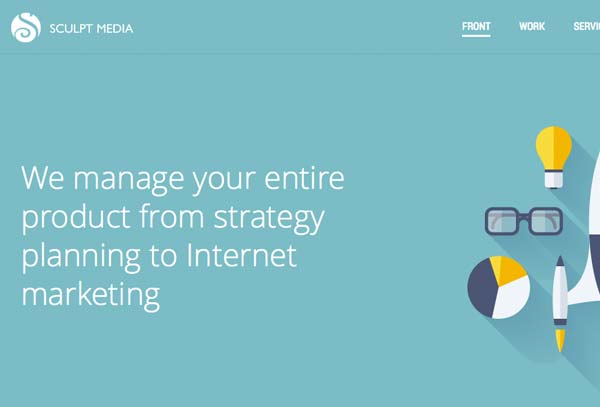 SCULPT MEDIA
FRONT WORK
We manage your entire
product from strategy
planning to Internet
marketing